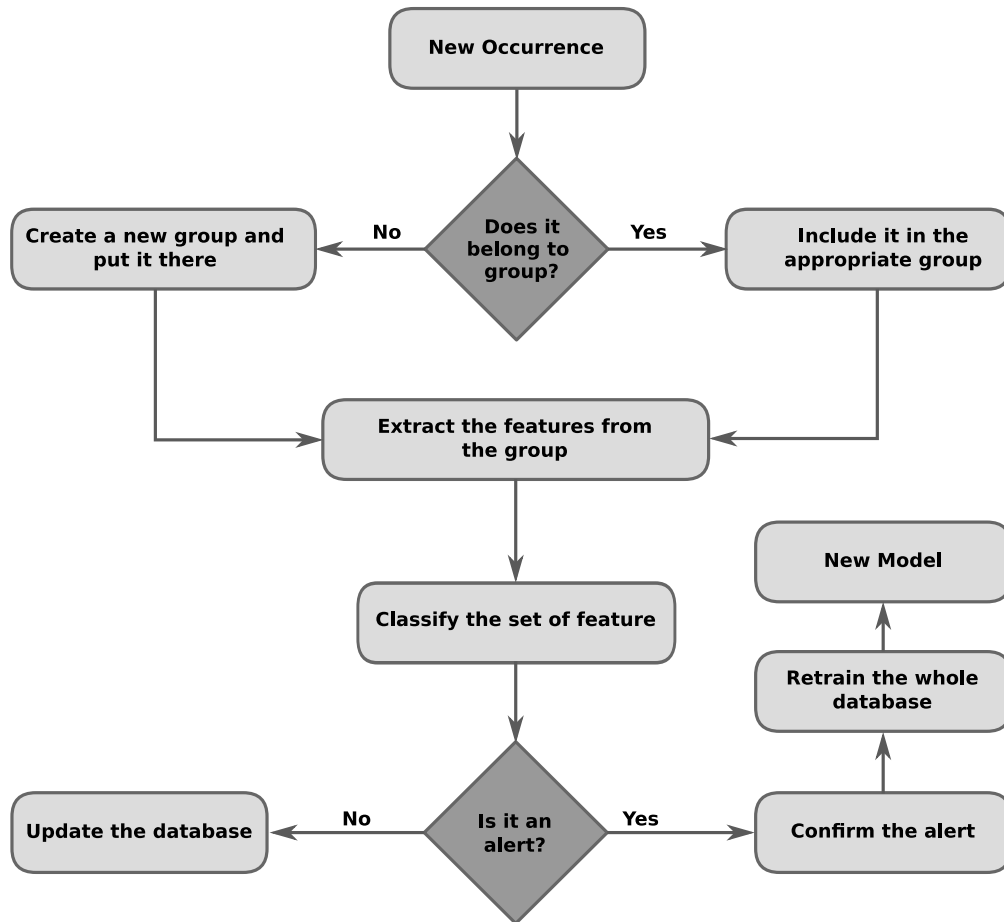 New Occurrence
Does it
belong to
group?
No
Yes
Create a new group and
put it there
Include it in the
appropriate group
Extract the features from
the group
Classify the set of feature
New Model
Retrain the whole
database
Is it an
alert?
No
Yes
Update the database
Confirm the alert